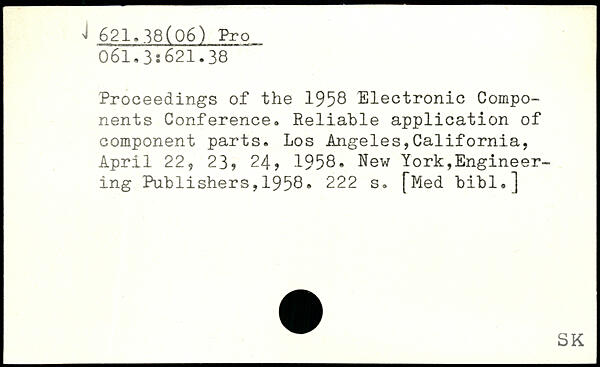 621.38(06) Pro
061.3:621.38
Proceedings of the 1958 Electronic Compo-
nents Conference. Reliable application of
component parts. Los Angeles,California,
April 22, 23, 24, 1958. New York,Engineer-
ing Publishers,1958. 222 s. [Med bibl.]
SK